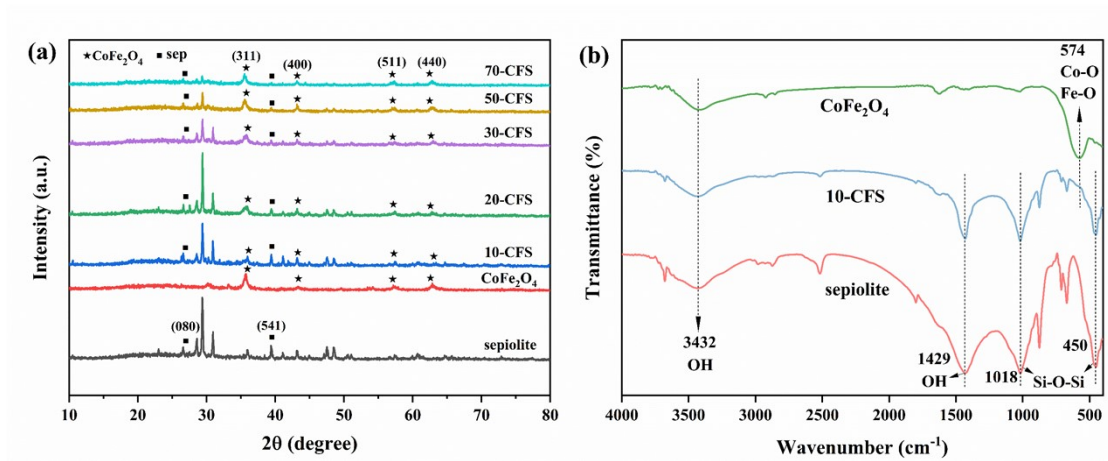 (a)
★CoFe₂O₄ ■ sep
(311)
(400)
(511)
(440)
70-CFS
50-CFS
30-CFS
20-CFS
10-CFS
CoFe₂O₄
(080)
(541)
sepiolite
Intensity (a.u.)
10 20 30 40 50 60 70 80
2θ (degree)
(b)
574
Co-O
Fe-O
CoFe₂O₄
10-CFS
sepiolite
3432
OH
1429
OH
1018
Si-O-Si
450
Transmittance (%)
4000 3500 3000 2500 2000 1500 1000 500
Wavenumber (cm⁻¹)